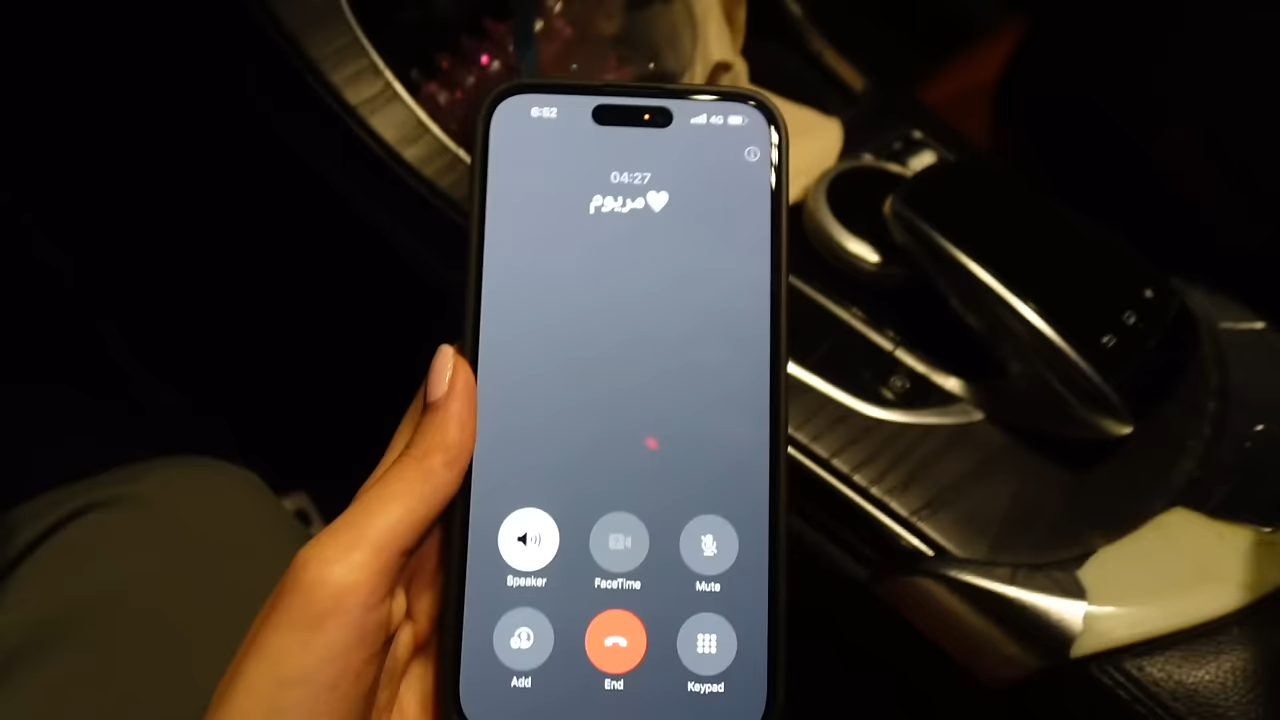 6:52
4G
04:27
مريوم🤍
Speaker
FaceTime
Mute
Add
End
Keypad